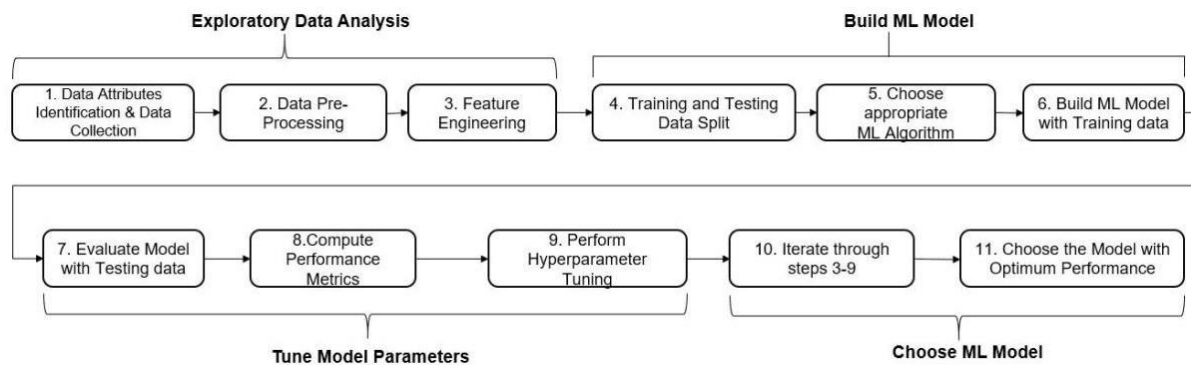 Exploratory Data Analysis
Build ML Model
1. Data Attributes
Identification & Data
Collection
2. Data Pre-
Processing
3. Feature
Engineering
4. Training and Testing
Data Split
5. Choose
appropriate
ML Algorithm
6. Build ML Model
with Training data
7. Evaluate Model
with Testing data
8.Compute
Performance
Metrics
9. Perform
Hyperparameter
Tuning
10. Iterate through
steps 3-9
11. Choose the Model with
Optimum Performance
Tune Model Parameters
Choose ML Model